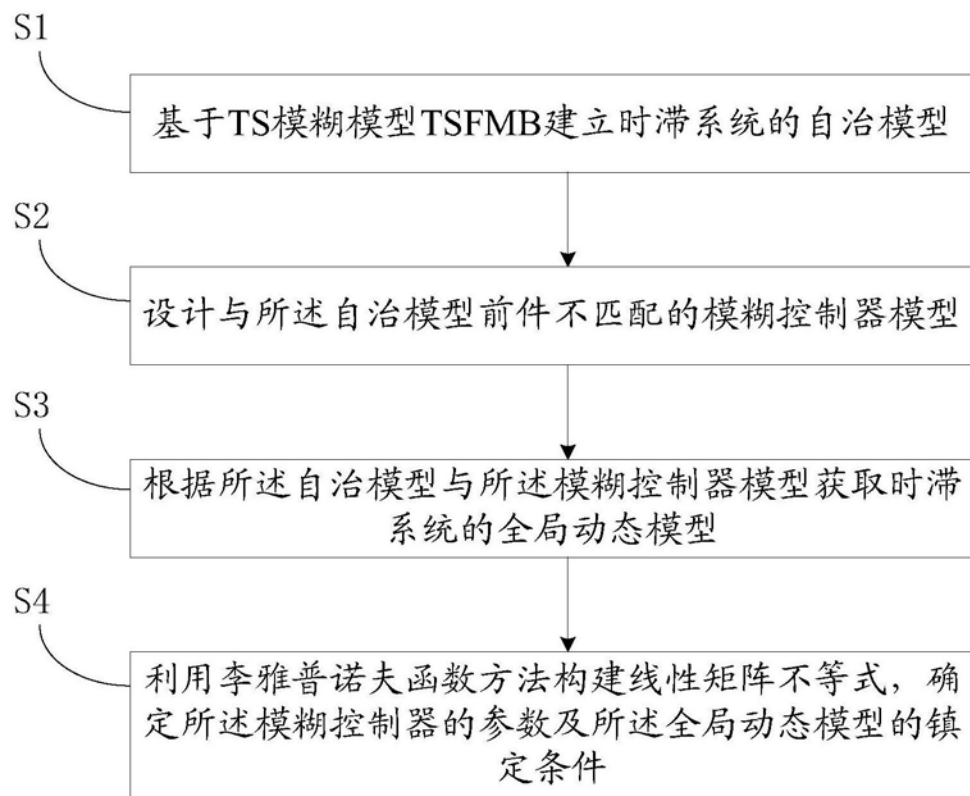 S1
基于TS模糊模型TSFMB建立时滞系统的自治模型
S2
设计与所述自治模型前件不匹配的模糊控制器模型
S3
根据所述自治模型与所述模糊控制器模型获取时滞
系统的全局动态模型
S4
利用李雅普诺夫函数方法构建线性矩阵不等式，确
定所述模糊控制器的参数及所述全局动态模型的镇
定条件